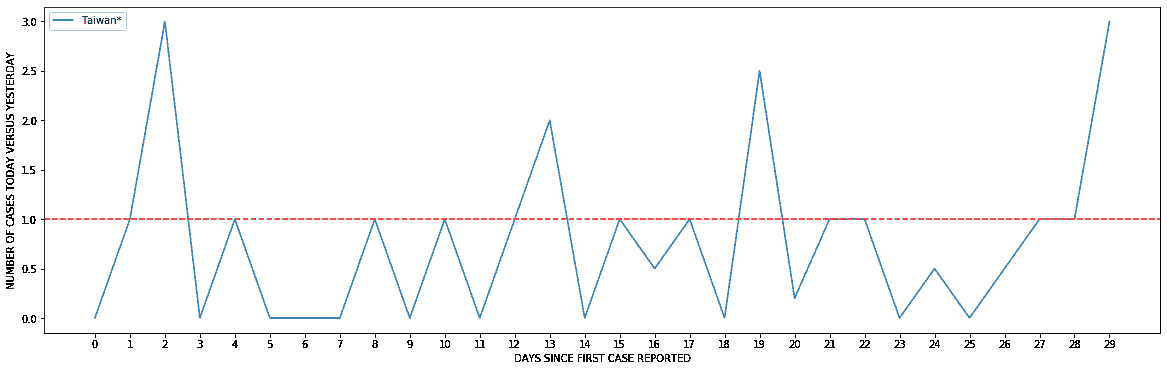 Taiwan*
NUMBER OF CASES TODAY VERSUS YESTERDAY
3.0
2.5
2.0
1.5
1.0
0.5
0.0
0 1 2 3 4 5 6 7 8 9 10 11 12 13 14 15 16 17 18 19 20 21 22 23 24 25 26 27 28 29
DAYS SINCE FIRST CASE REPORTED